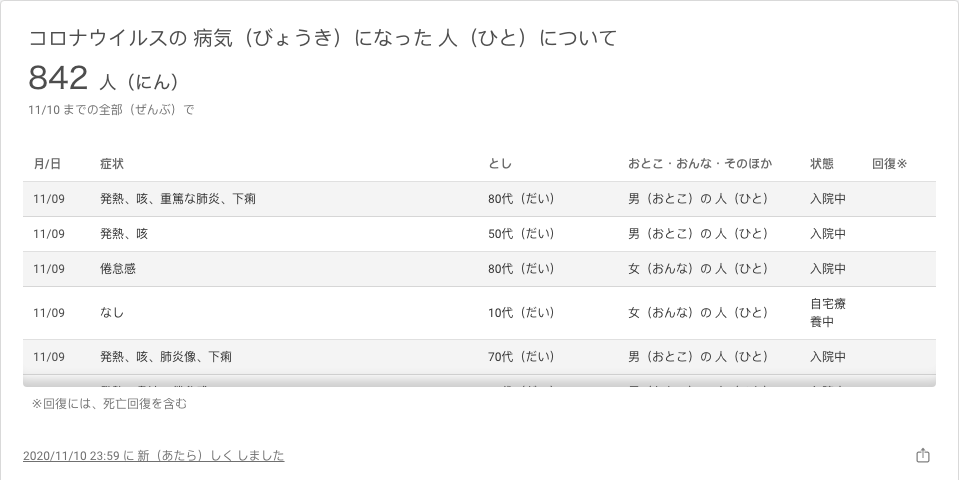 コロナウイルスの 病気（びょうき）になった 人（ひと）について
842 人（にん）
11/10 までの全部（ぜんぶ）で
月/日 症状 とし おとこ・おんな・そのほか 状態 回復※
11/09 発熱、咳、重篤な肺炎、下痢 80代（だい） 男（おとこ）の 人（ひと） 入院中
11/09 発熱、咳 50代（だい） 男（おとこ）の 人（ひと） 入院中
11/09 倦怠感 80代（だい） 女（おんな）の 人（ひと） 入院中
11/09 なし 10代（だい） 女（おんな）の 人（ひと） 自宅療
養中
11/09 発熱、咳、肺炎像、下痢 70代（だい） 男（おとこ）の 人（ひと） 入院中
※回復には、死亡回復を含む
2020/11/10 23:59 に 新（あたら）しく しました